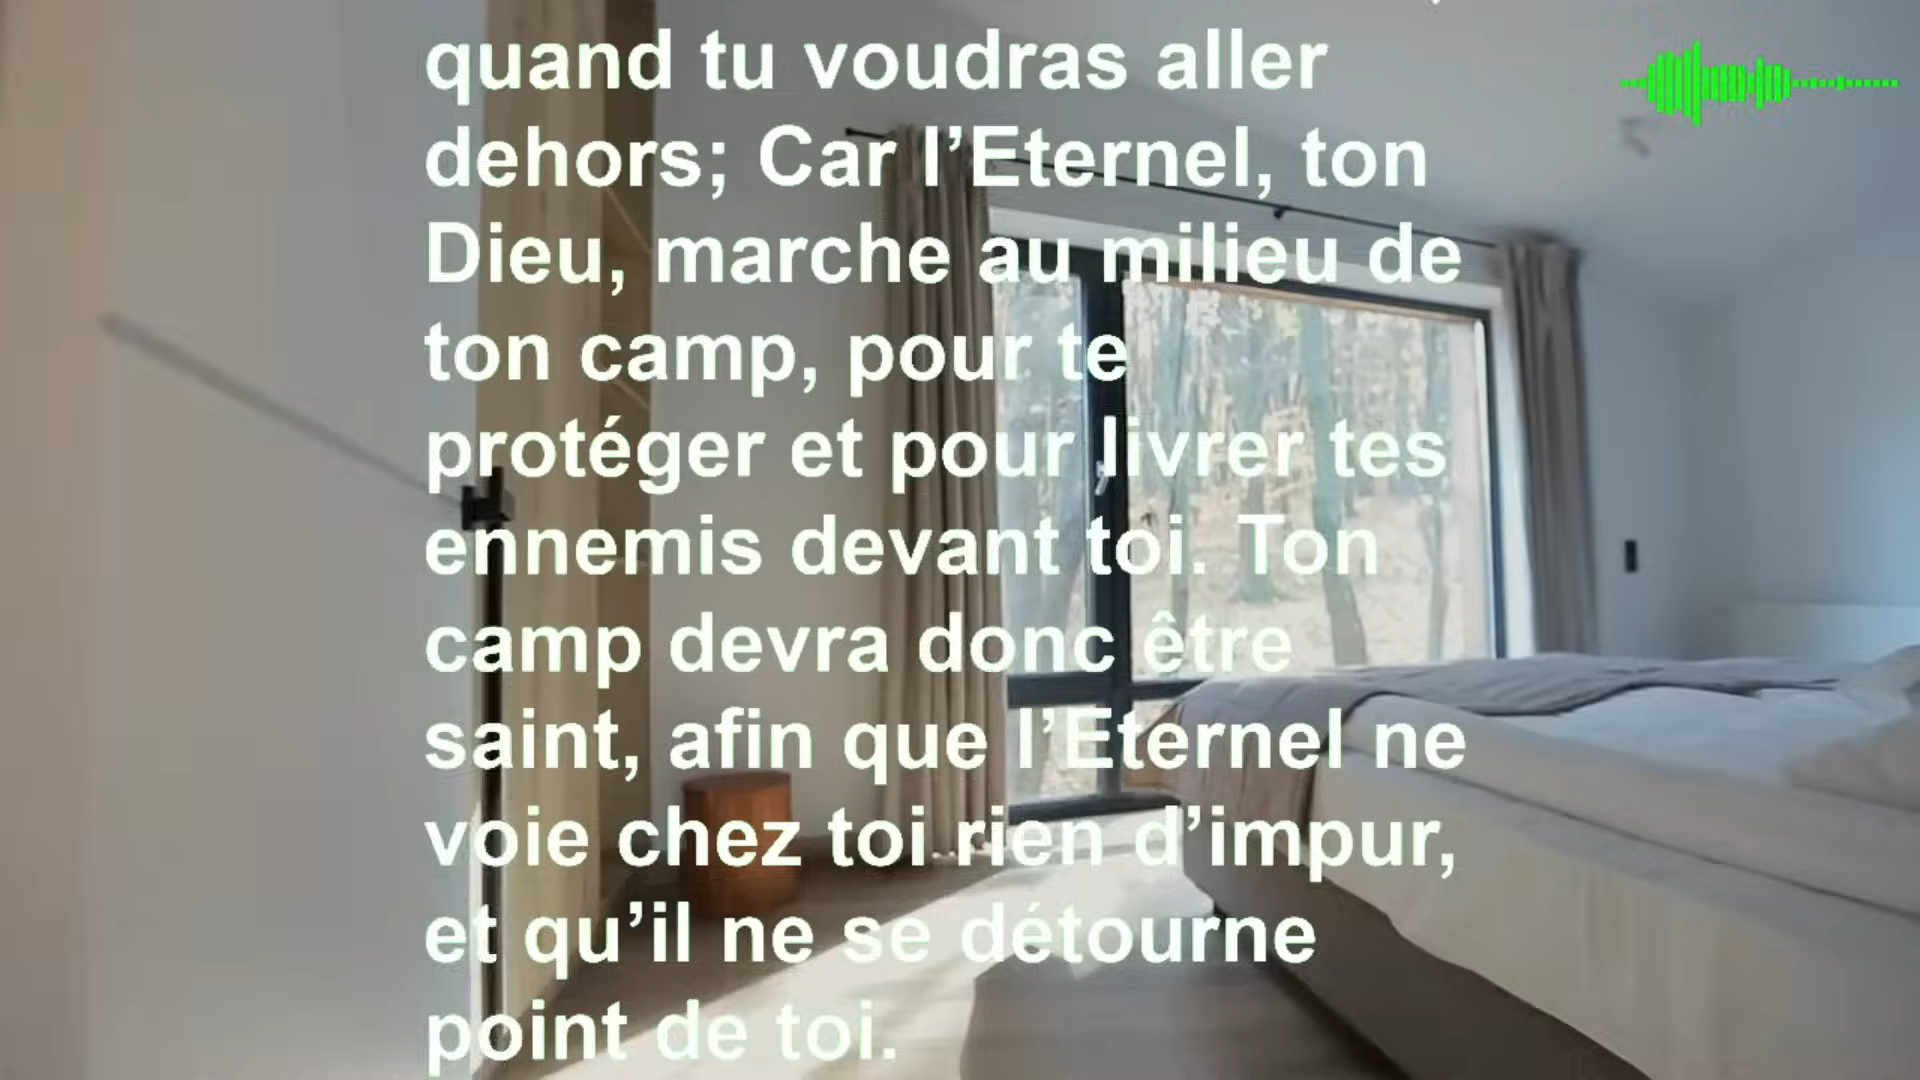 quand tu voudras aller
dehors; Car l’Eternel, ton
Dieu, marche au milieu de
ton camp, pour te
protéger et pour livrer tes
ennemis devant toi. Ton
camp devra donc être
saint, afin que l’Eternel ne
voie chez toi rien d’impur,
et qu’il ne se détourne
point de toi.